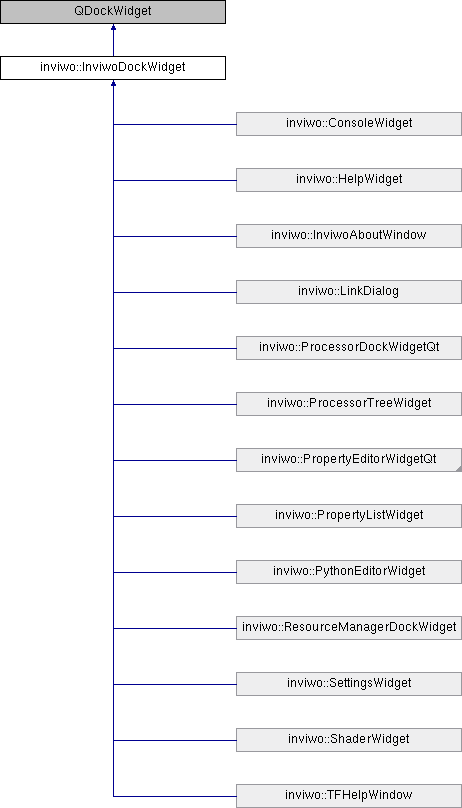 QDockWidget
inviwo::InviwoDockWidget
inviwo::ConsoleWidget
inviwo::HelpWidget
inviwo::InviwoAboutWindow
inviwo::LinkDialog
inviwo::ProcessorDockWidgetQt
inviwo::ProcessorTreeWidget
inviwo::PropertyEditorWidgetQt
inviwo::PropertyListWidget
inviwo::PythonEditorWidget
inviwo::ResourceManagerDockWidget
inviwo::SettingsWidget
inviwo::ShaderWidget
inviwo::TFHelpWindow